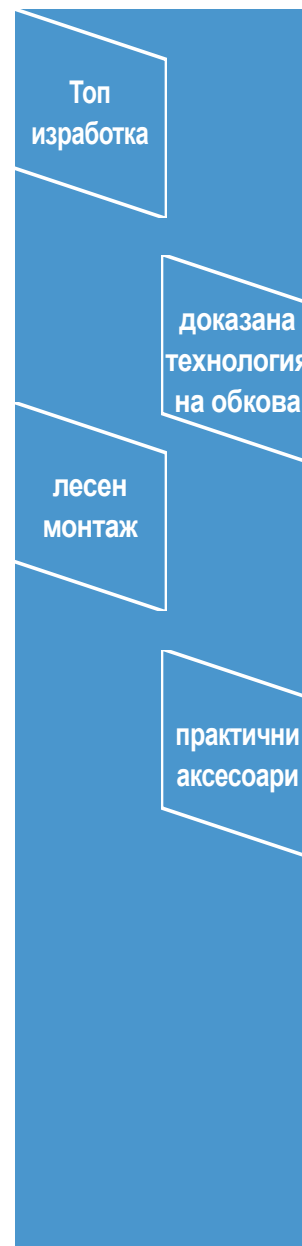 Топ
изработка
доказана
технология
на обкова
лесен
монтаж
практични
аксесоари